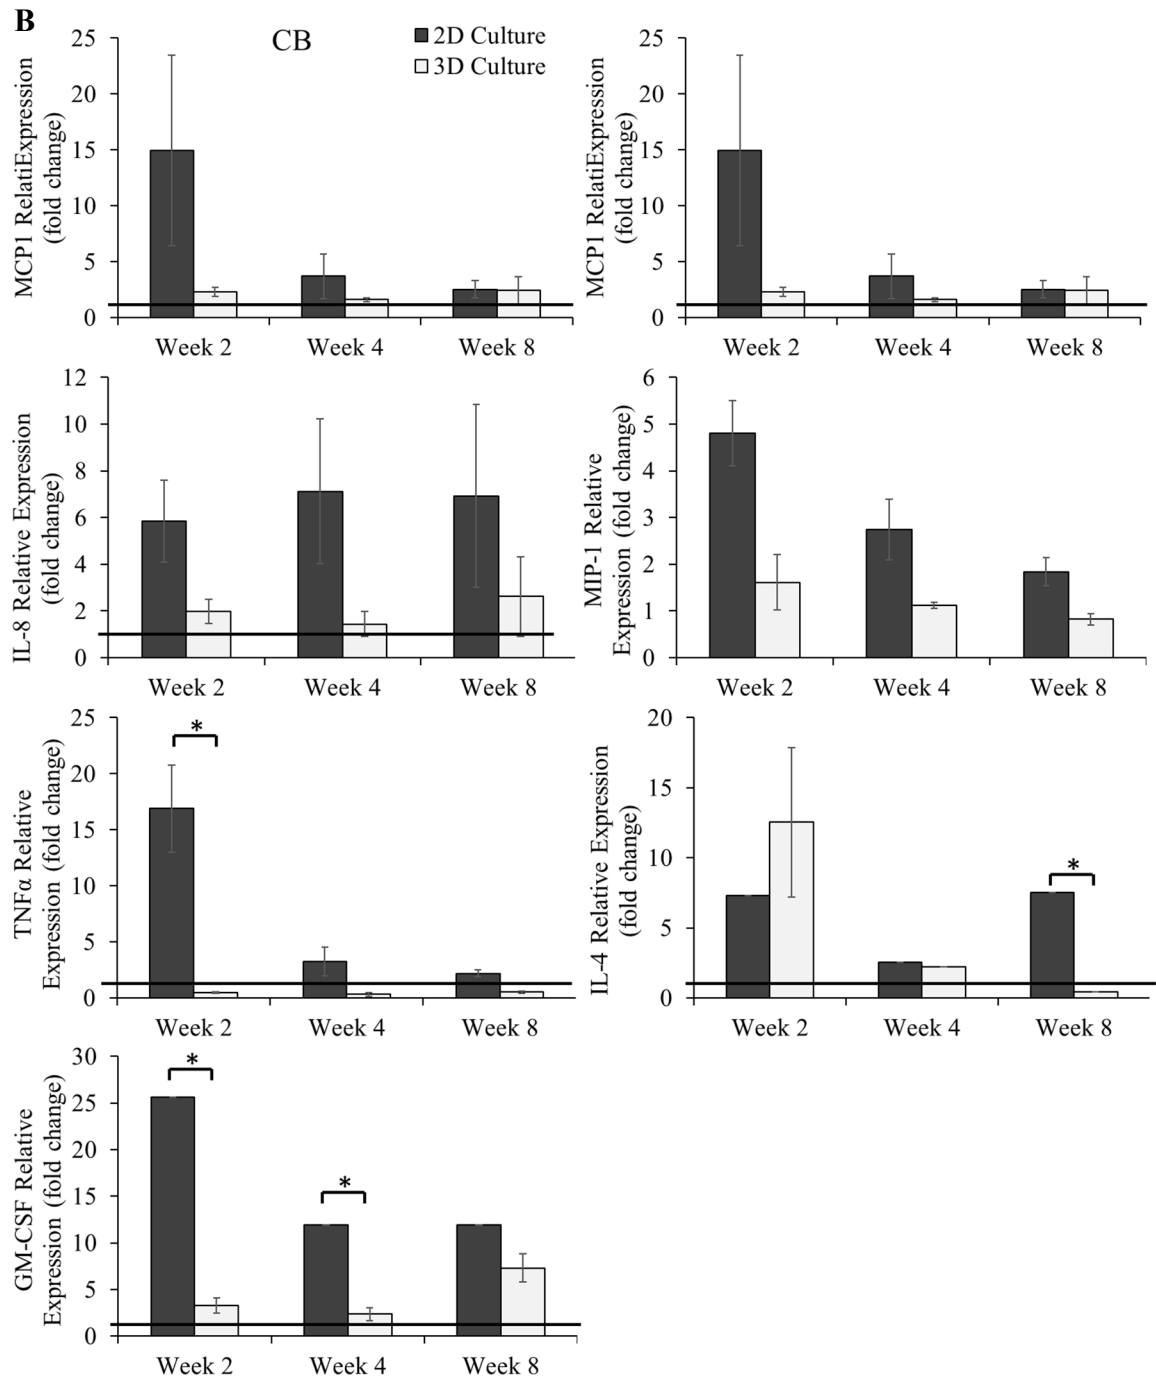 B
CB
2D Culture
3D Culture
MCP1 RelatiExpression
(fold change)
25
20
15
10
5
0
Week 2 Week 4 Week 8
MCP1 RelatiExpression
(fold change)
25
20
15
10
5
0
Week 2 Week 4 Week 8
IL-8 Relative Expression
(fold change)
12
10
8
6
4
2
0
Week 2 Week 4 Week 8
MIP-1 Relative
Expression (fold change)
6
5
4
3
2
1
0
Week 2 Week 4 Week 8
TNFα Relative
Expression (fold change)
25
20
15
10
5
0
*
Week 2 Week 4 Week 8
IL-4 Relative Expression
(fold change)
20
15
10
5
0
*
Week 2 Week 4 Week 8
GM-CSF Relative
Expression (fold change)
30
25
20
15
10
5
0
*
*
Week 2 Week 4 Week 8